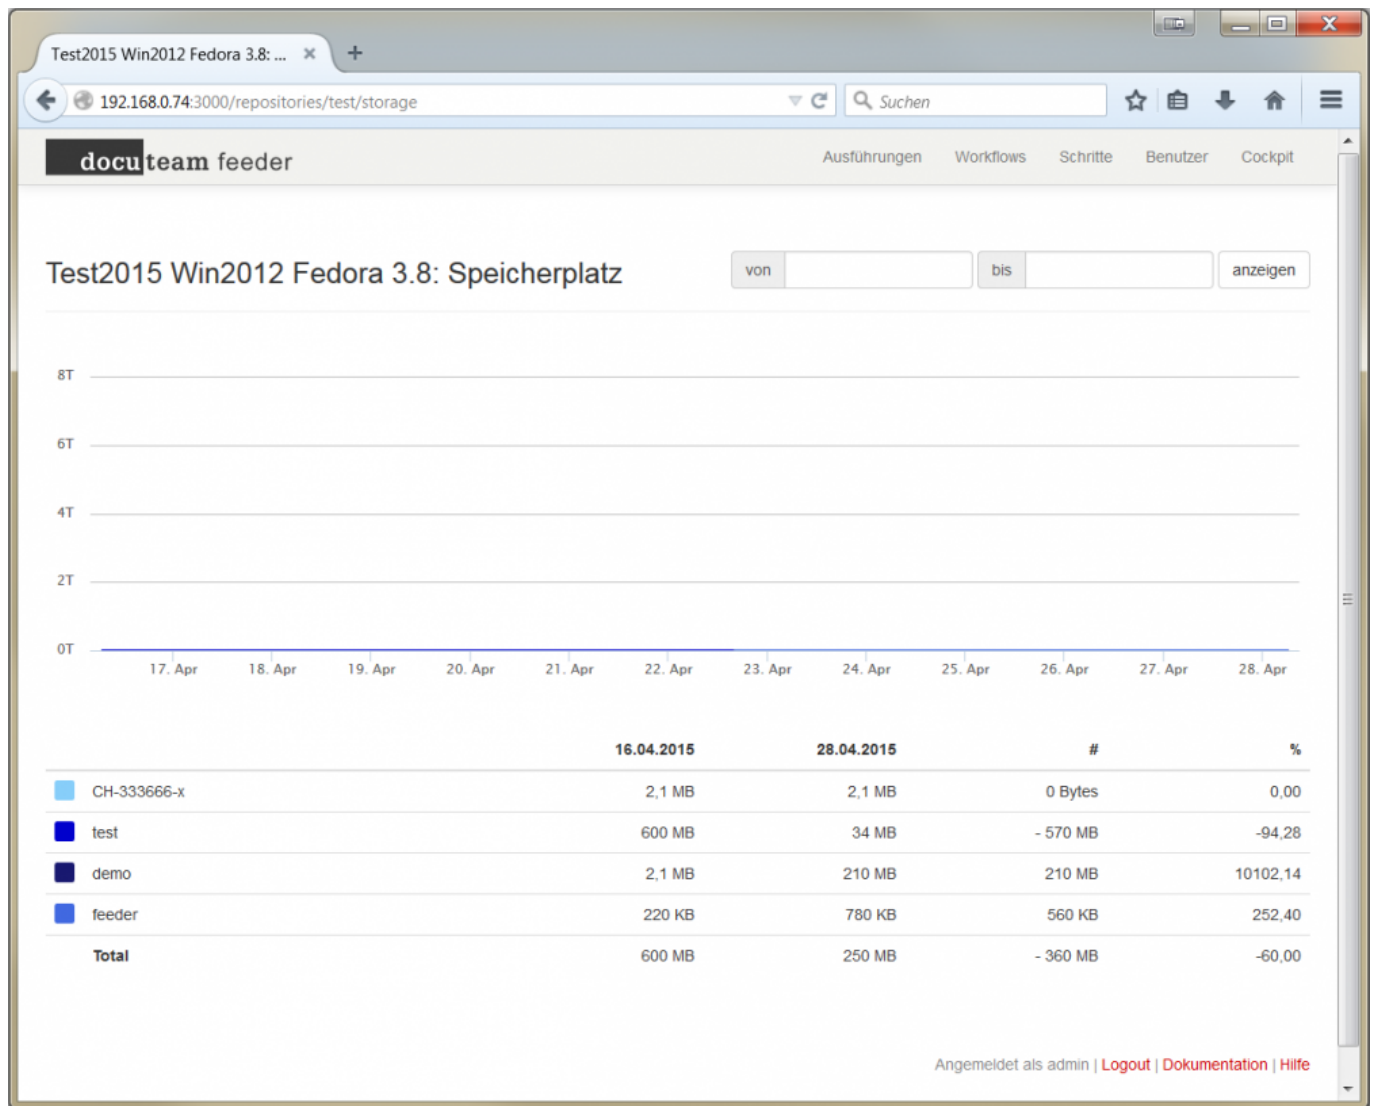 Test2015 Win2012 Fedora 3.8: ...
192.168.0.74:3000/repositories/test/storage
Suchen
docuteam feeder
Ausführungen Workflows Schritte Benutzer Cockpit
Test2015 Win2012 Fedora 3.8: Speicherplatz
von bis anzeigen
8T
6T
4T
2T
0T
17. Apr 18. Apr 19. Apr 20. Apr 21. Apr 22. Apr 23. Apr 24. Apr 25. Apr 26. Apr 27. Apr 28. Apr
16.04.2015 28.04.2015 # %
CH-333666-x 2,1 MB 2,1 MB 0 Bytes 0,00
test 600 MB 34 MB - 570 MB -94,28
demo 2,1 MB 210 MB 210 MB 10102,14
feeder 220 KB 780 KB 560 KB 252,40
Total 600 MB 250 MB - 360 MB -60,00
Angemeldet als admin | Logout | Dokumentation | Hilfe